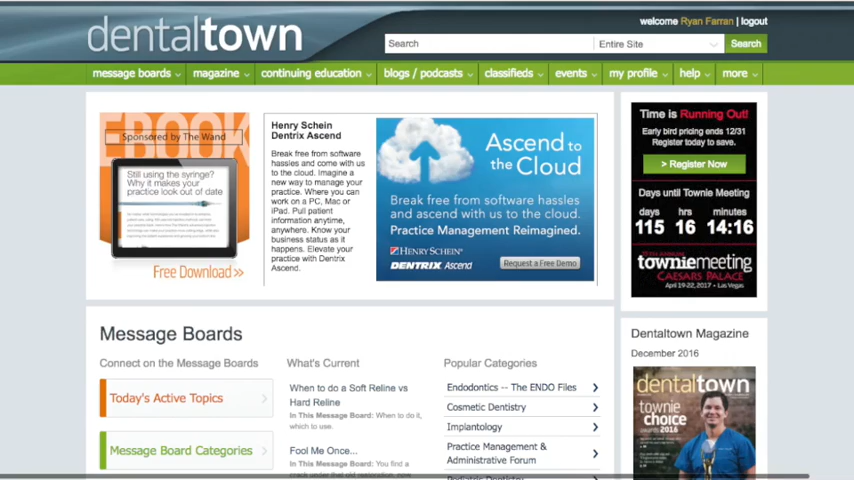 dentaltown
welcome Ryan Farran | logout
Search
Entire Site
Search
message boards
magazine
continuing education
blogs / podcasts
classifieds
events
my profile
help
more
EBOOK
Sponsored by The Wand
Still using the syringe?
Why it makes your
practice look out of date
Free Download>>
Henry Schein
Dentrix Ascend
Break free from software
hassles and come with us
to the cloud. Imagine a
new way to manage your
practice. Where you can
work on a PC, Mac or
iPad. Pull patient
information anytime,
anywhere. Know your
business status as it
happens. Elevate your
practice with Dentrix
Ascend.
Ascend to
the Cloud
Break free from software hassles
and ascend with us to the cloud.
Practice Management Reimagined.
HENRY SCHEIN®
DENTRIX Ascend
Request a Free Demo
Time is Running Out!
Early bird pricing ends 12/31
Register today to save.
> Register Now
Days until Townie Meeting
days hrs minutes
115 16 14:16
towniemeeting
CAESARS PALACE
April 19-22, 2017 • Las Vegas
Message Boards
Connect on the Message Boards
Today's Active Topics
Message Board Categories
What's Current
When to do a Soft Reline vs
Hard Reline
In This Message Board: When to do it,
which to use.
Fool Me Once...
In This Message Board: You find a
crack under that old restoration, now
Popular Categories
Endodontics -- The ENDO Files
Cosmetic Dentistry
Implantology
Practice Management &
Administrative Forum
Pediatric Dentistry
Dentaltown Magazine
December 2016
dentaltown
townie
choice
awards 2016